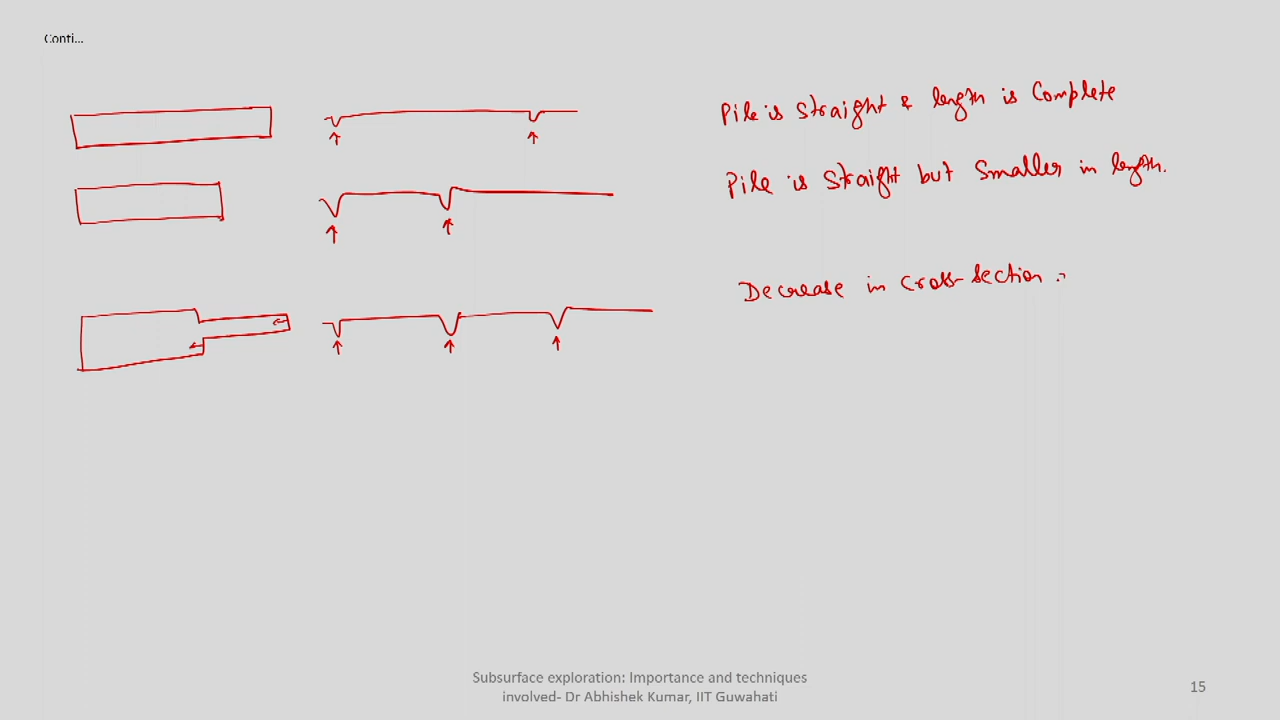 Conti...
Pile is straight & length is Complete
Pile is straight but smaller in length.
Decrease in cross-section :
Subsurface exploration: Importance and techniques
involved- Dr Abhishek Kumar, IIT Guwahati
15